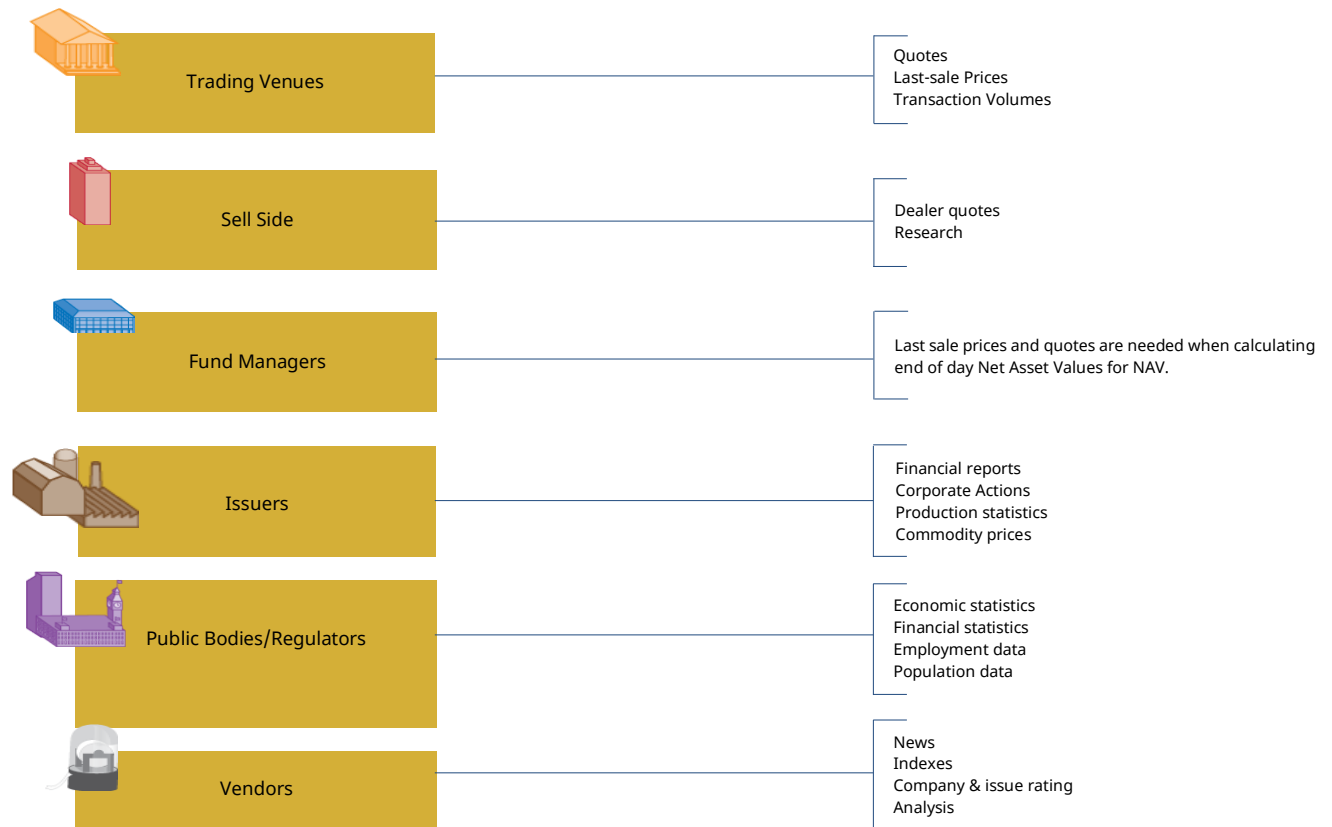 Trading Venues
Quotes
Last-sale Prices
Transaction Volumes
Sell Side
Dealer quotes
Research
Fund Managers
Last sale prices and quotes are needed when calculating
end of day Net Asset Values for NAV.
Issuers
Financial reports
Corporate Actions
Production statistics
Commodity prices
Public Bodies/Regulators
Economic statistics
Financial statistics
Employment data
Population data
Vendors
News
Indexes
Company & issue rating
Analysis